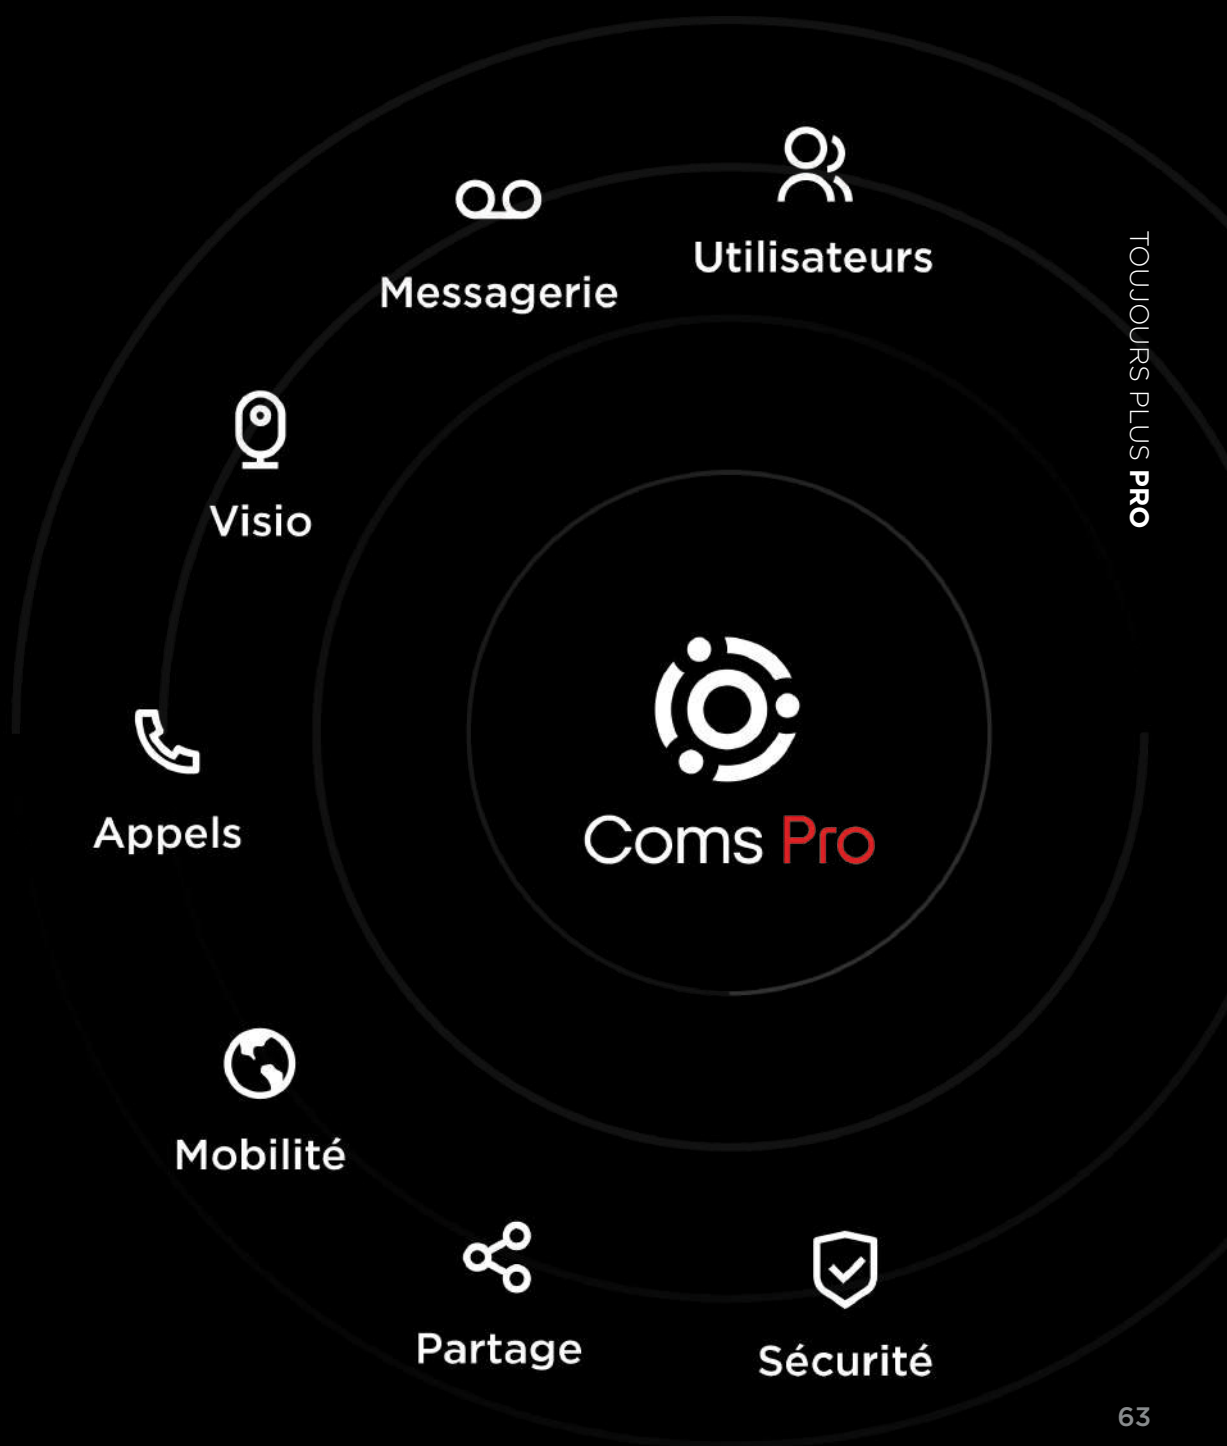 Utilisateurs
Messagerie
TOUJOURS PLUS PRO
Visio
Appels
Coms Pro
Mobilité
Partage
Sécurité
63